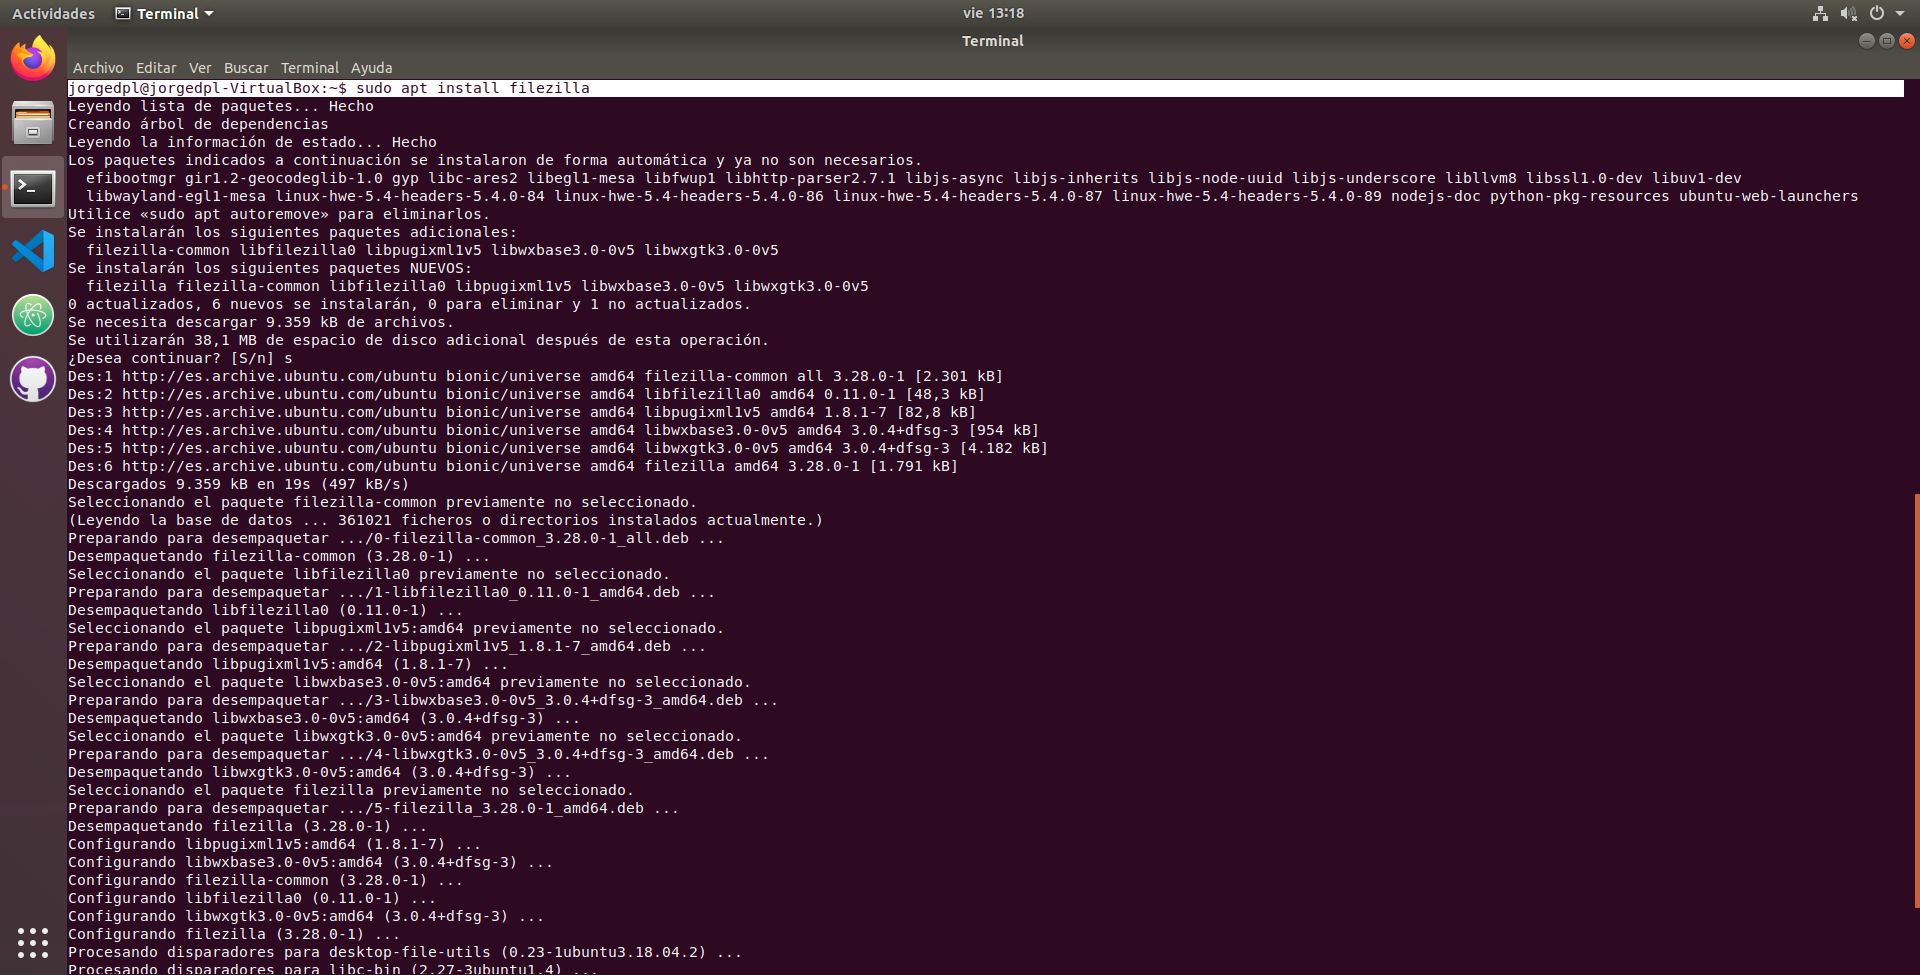 Actividades Terminal vie 13:18
Terminal
Archivo Editar Ver Buscar Terminal Ayuda
jorgedpl@jorgedpl-VirtualBox:~$ sudo apt install filezilla
Leyendo lista de paquetes... Hecho
Creando árbol de dependencias
Leyendo la información de estado... Hecho
Los paquetes indicados a continuación se instalaron de forma automática y ya no son necesarios.
  efibootmgr gir1.2-geocodeglib-1.0 gyp libc-ares2 libegl1-mesa libfwup1 libhttp-parser2.7.1 libjs-async libjs-inherits libjs-node-uuid libjs-underscore libllvm8 libssl1.0-dev libuv1-dev
  libwayland-egl1-mesa linux-hwe-5.4-headers-5.4.0-84 linux-hwe-5.4-headers-5.4.0-86 linux-hwe-5.4-headers-5.4.0-87 linux-hwe-5.4-headers-5.4.0-89 nodejs-doc python-pkg-resources ubuntu-web-launchers
Utilice «sudo apt autoremove» para eliminarlos.
Se instalarán los siguientes paquetes adicionales:
  filezilla-common libfilezilla0 libpugixml1v5 libwxbase3.0-0v5 libwxgtk3.0-0v5
Se instalarán los siguientes paquetes NUEVOS:
  filezilla filezilla-common libfilezilla0 libpugixml1v5 libwxbase3.0-0v5 libwxgtk3.0-0v5
0 actualizados, 6 nuevos se instalarán, 0 para eliminar y 1 no actualizados.
Se necesita descargar 9.359 kB de archivos.
Se utilizarán 38,1 MB de espacio de disco adicional después de esta operación.
¿Desea continuar? [S/n] s
Des:1 http://es.archive.ubuntu.com/ubuntu bionic/universe amd64 filezilla-common all 3.28.0-1 [2.301 kB]
Des:2 http://es.archive.ubuntu.com/ubuntu bionic/universe amd64 libfilezilla0 amd64 0.11.0-1 [48,3 kB]
Des:3 http://es.archive.ubuntu.com/ubuntu bionic/universe amd64 libpugixml1v5 amd64 1.8.1-7 [82,8 kB]
Des:4 http://es.archive.ubuntu.com/ubuntu bionic/universe amd64 libwxbase3.0-0v5 amd64 3.0.4+dfsg-3 [954 kB]
Des:5 http://es.archive.ubuntu.com/ubuntu bionic/universe amd64 libwxgtk3.0-0v5 amd64 3.0.4+dfsg-3 [4.182 kB]
Des:6 http://es.archive.ubuntu.com/ubuntu bionic/universe amd64 filezilla amd64 3.28.0-1 [1.791 kB]
Descargados 9.359 kB en 19s (497 kB/s)
Seleccionando el paquete filezilla-common previamente no seleccionado.
(Leyendo la base de datos ... 361021 ficheros o directorios instalados actualmente.)
Preparando para desempaquetar .../0-filezilla-common_3.28.0-1_all.deb ...
Desempaquetando filezilla-common (3.28.0-1) ...
Seleccionando el paquete libfilezilla0 previamente no seleccionado.
Preparando para desempaquetar .../1-libfilezilla0_0.11.0-1_amd64.deb ...
Desempaquetando libfilezilla0 (0.11.0-1) ...
Seleccionando el paquete libpugixml1v5:amd64 previamente no seleccionado.
Preparando para desempaquetar .../2-libpugixml1v5_1.8.1-7_amd64.deb ...
Desempaquetando libpugixml1v5:amd64 (1.8.1-7) ...
Seleccionando el paquete libwxbase3.0-0v5:amd64 previamente no seleccionado.
Preparando para desempaquetar .../3-libwxbase3.0-0v5_3.0.4+dfsg-3_amd64.deb ...
Desempaquetando libwxbase3.0-0v5:amd64 (3.0.4+dfsg-3) ...
Seleccionando el paquete libwxgtk3.0-0v5:amd64 previamente no seleccionado.
Preparando para desempaquetar .../4-libwxgtk3.0-0v5_3.0.4+dfsg-3_amd64.deb ...
Desempaquetando libwxgtk3.0-0v5:amd64 (3.0.4+dfsg-3) ...
Seleccionando el paquete filezilla previamente no seleccionado.
Preparando para desempaquetar .../5-filezilla_3.28.0-1_amd64.deb ...
Desempaquetando filezilla (3.28.0-1) ...
Configurando libpugixml1v5:amd64 (1.8.1-7) ...
Configurando libwxbase3.0-0v5:amd64 (3.0.4+dfsg-3) ...
Configurando filezilla-common (3.28.0-1) ...
Configurando libfilezilla0 (0.11.0-1) ...
Configurando libwxgtk3.0-0v5:amd64 (3.0.4+dfsg-3) ...
Configurando filezilla (3.28.0-1) ...
Procesando disparadores para desktop-file-utils (0.23-1ubuntu3.18.04.2) ...
Procesando disparadores para libc-bin (2.27-3ubuntu1.4) ...